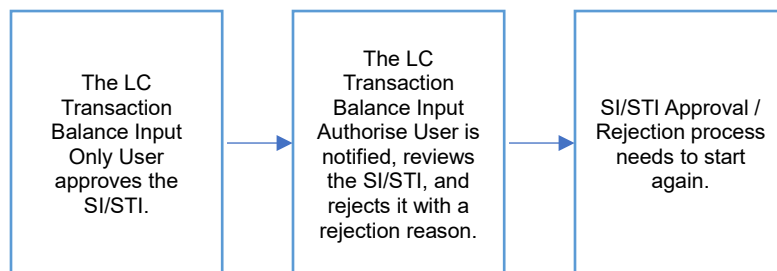 The LC
Transaction
Balance Input
Only User
approves the
SI/STI.
The LC
Transaction
Balance Input
Authorise User is
notified, reviews
the SI/STI, and
rejects it with a
rejection reason.
SI/STI Approval /
Rejection process
needs to start
again.